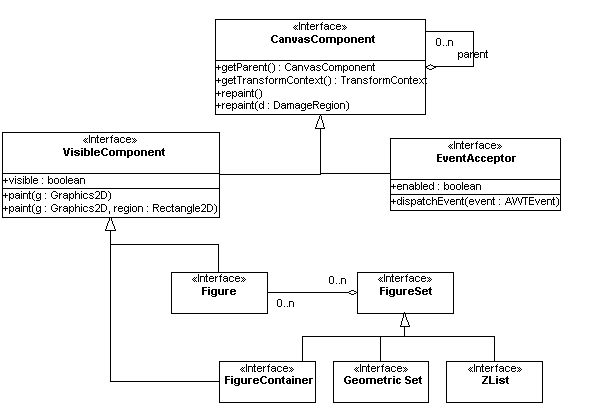 «Interface»
CanvasComponent
+getParent() : CanvasComponent
+getTransformContext() : TransformContext
+repaint()
+repaint(d : DamageRegion)
0..n
parent
«Interface»
VisibleComponent
+visible : boolean
+paint(g : Graphics2D)
+paint(g : Graphics2D, region : Rectangle2D)
«Interface»
EventAcceptor
+enabled : boolean
+dispatchEvent(event : AWTEvent)
«Interface»
Figure
0..n
0..n
«Interface»
FigureSet
«Interface»
FigureContainer
«Interface»
Geometric Set
«Interface»
ZList